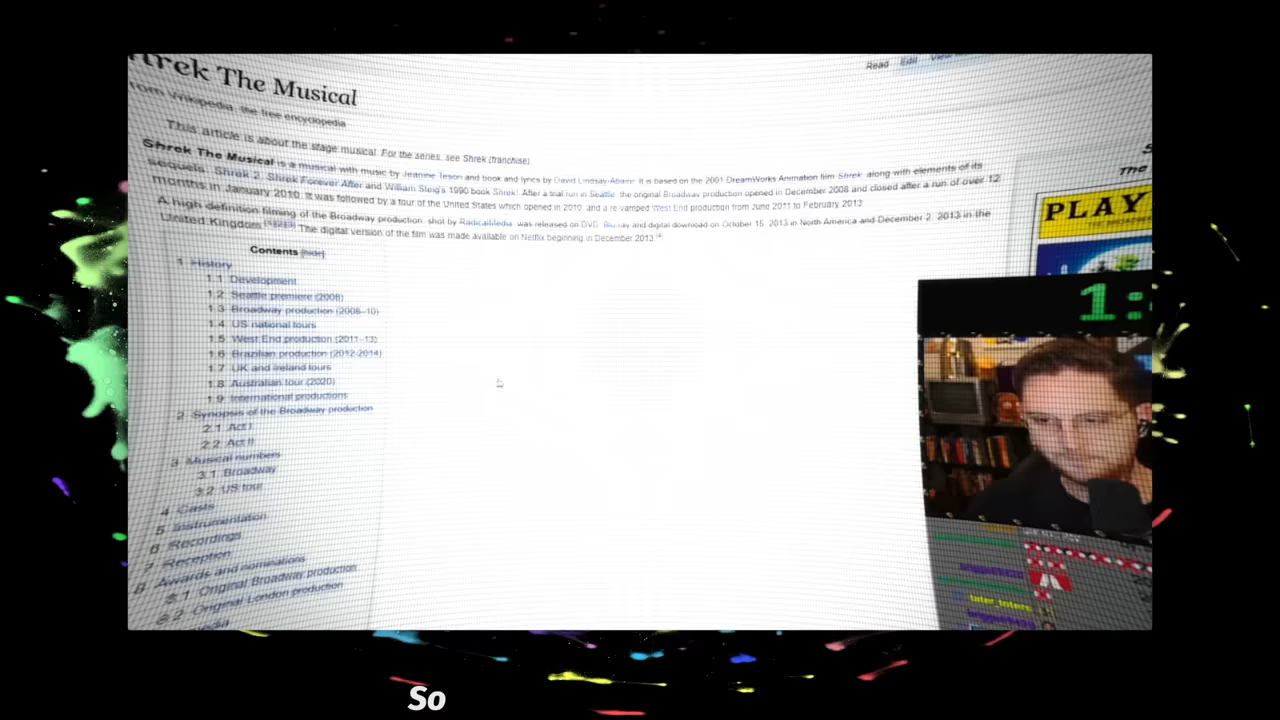 rek The Musical
Read Edit View
From Wikipedia, the free encyclopedia
This article is about the stage musical. For the series, see Shrek (franchise).
Shrek The Musical is a musical with music by Jeanine Tesori and book and lyrics by David Lindsay-Abaire. It is based on the 2001 DreamWorks Animation film Shrek, along with elements of its
sequels, Shrek 2, Shrek Forever After and William Steig's 1990 book Shrek! After a trial run in Seattle, the original Broadway production opened in December 2008 and closed after a run of over 12
months in January 2010. It was followed by a tour of the United States which opened in 2010, and a re-vamped West End production from June 2011 to February 2013.
definition filming of the Broadway production, shot by RadicalMedia, was released on DVD, Blu-ray and digital download on October 15, 2013 in North America and December 2, 2013 in the
United Kingdom. The digital version of the film was made available on Netflix beginning in December 2013.
Contents [hide]
1 History
1.1 Development
1.2 Seattle premiere (2008)
1.3 Broadway production (2008–10)
1.4 US national tours
1.5 West End production (2011–13)
1.6 Brazilian production (2012-2014)
1.7 UK and Ireland tours
1.8 Australian tour (2020)
1.9 International productions
2 Synopsis of the Broadway production
2.1 Act I
2.2 Act II
3 Musical numbers
3.1 Broadway
3.2 US tour
4 Casts
5 Instrumentation
6 Recordings
7 Reception
8 Awards and nominations
8.1 Original Broadway production
8.2 Original London production
S
The
PLAY
1:
tater_toters
So